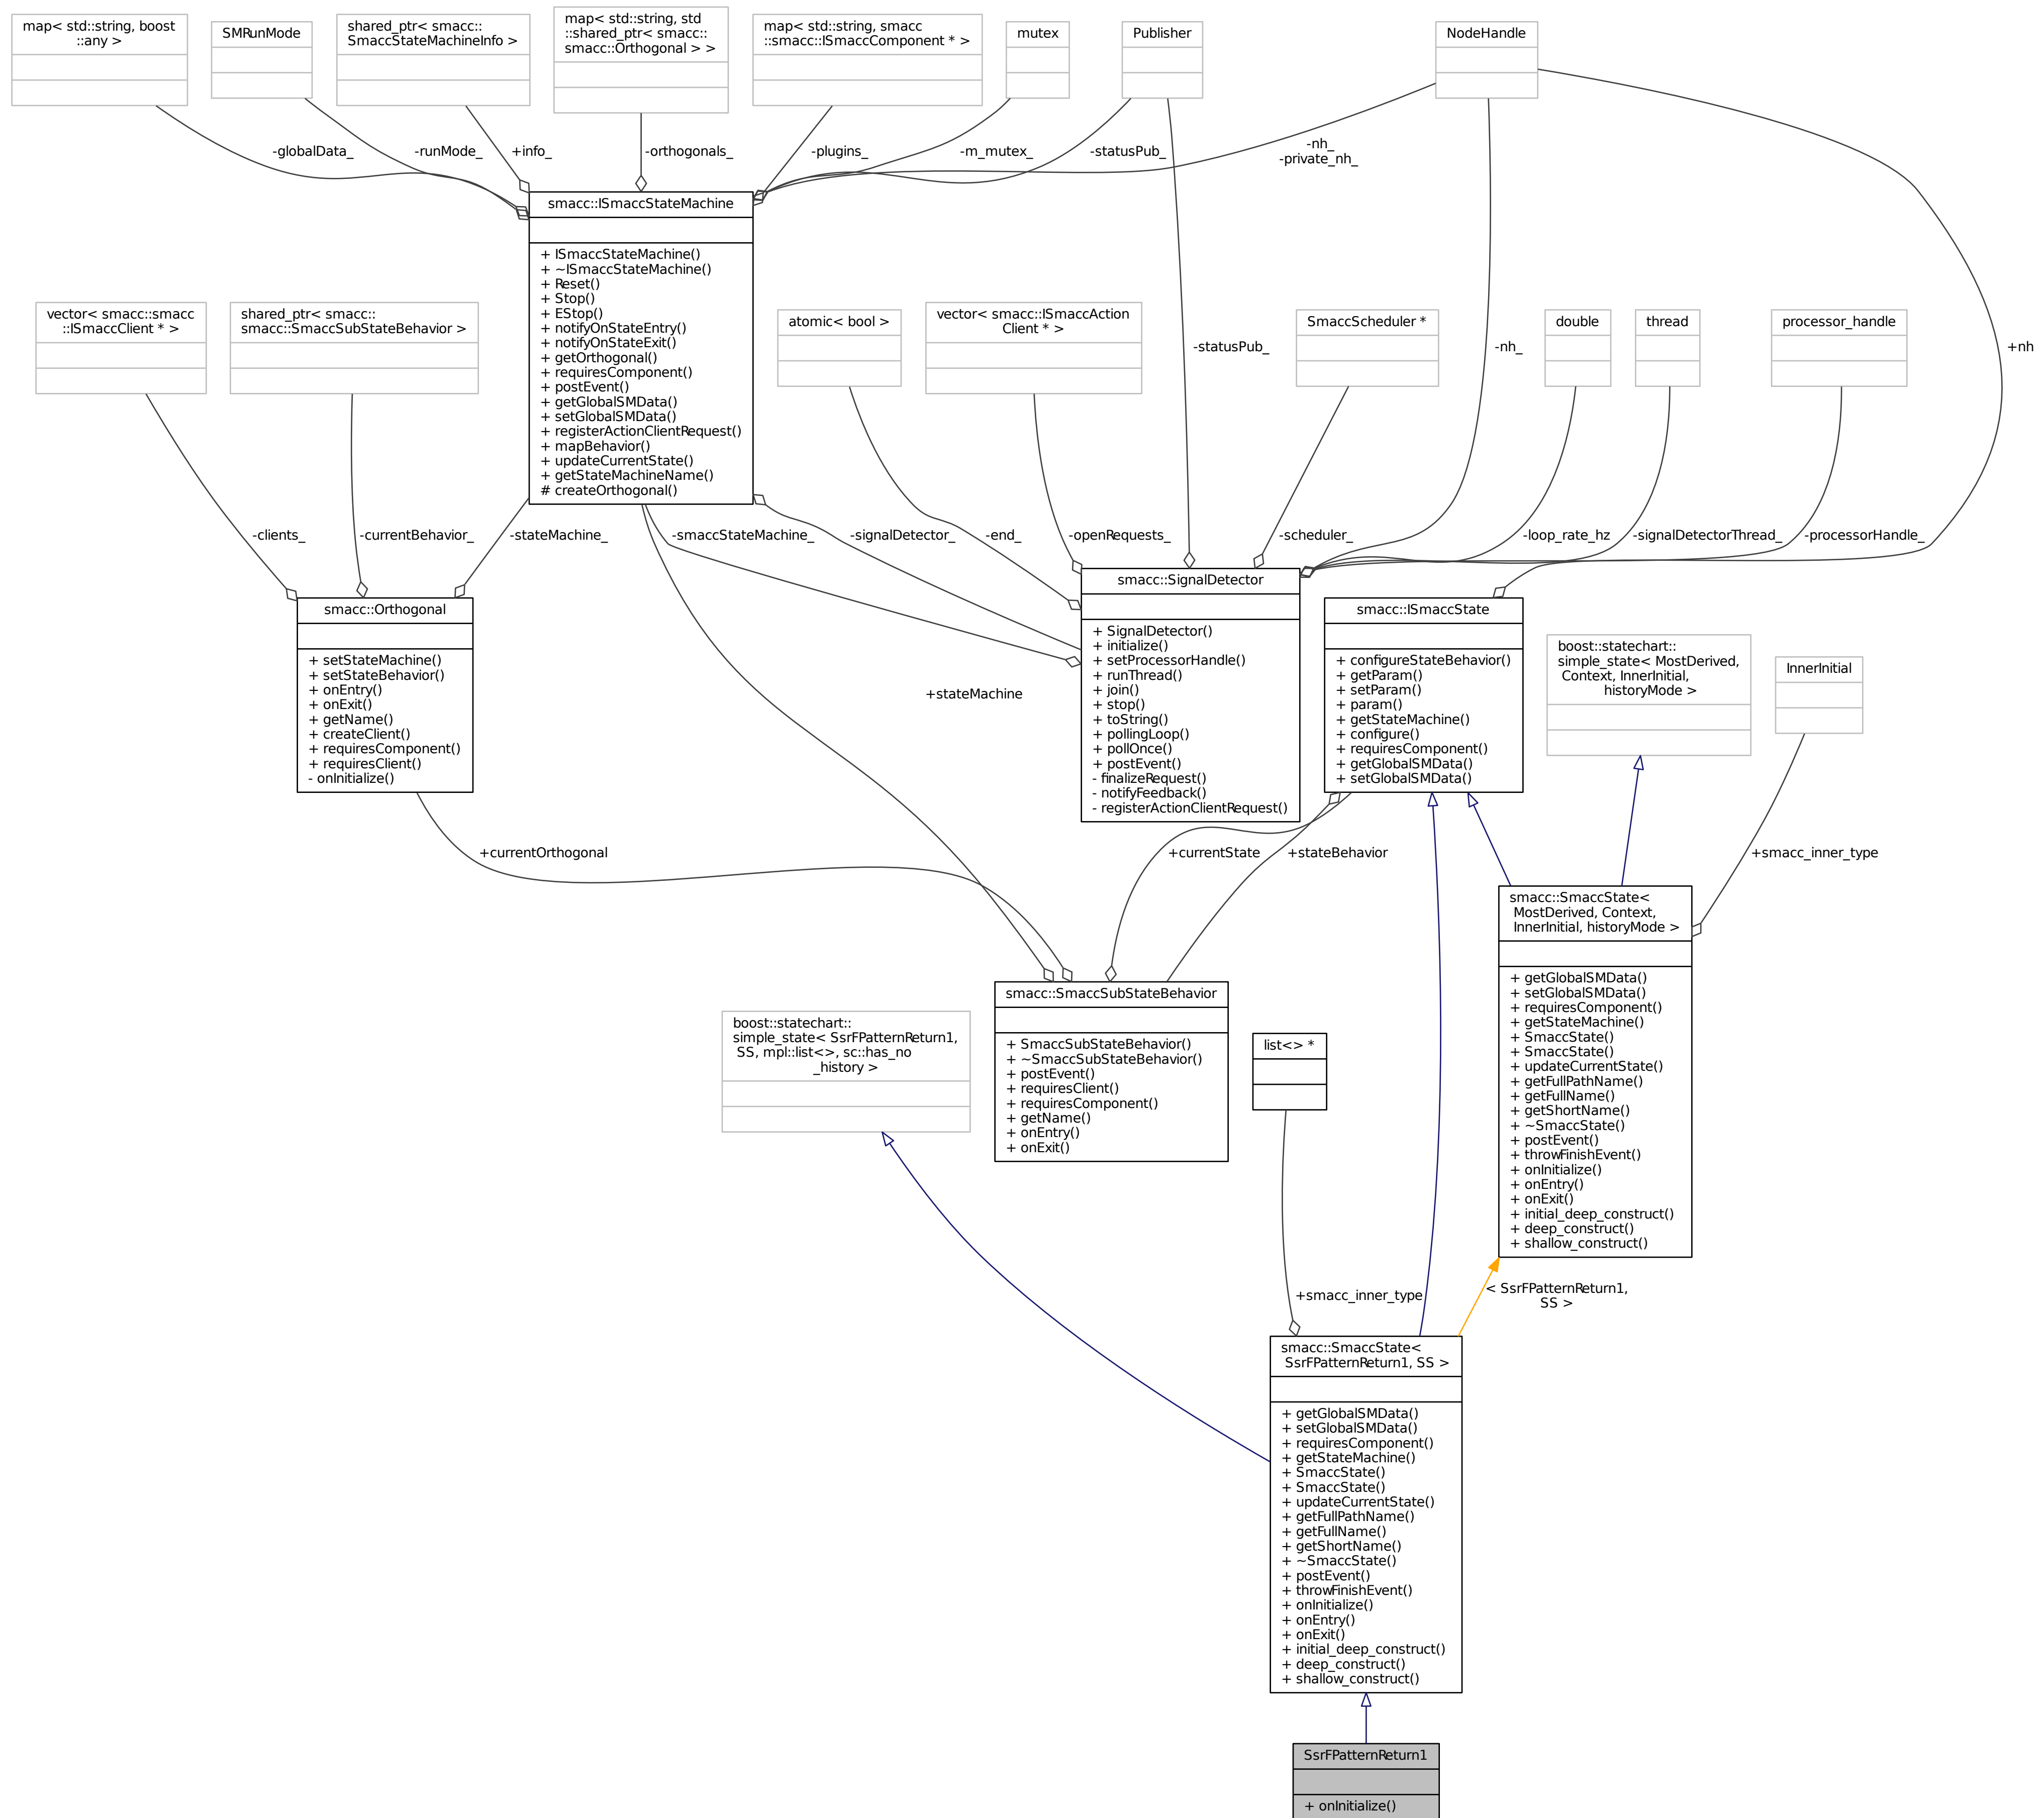 map< std::string, boost
::any >
SMRunMode
shared_ptr< smacc::
SmaccStateMachineInfo >
map< std::string, std
::shared_ptr< smacc::
smacc::Orthogonal > >
map< std::string, smacc
::smacc::ISmaccComponent * >
mutex
Publisher
NodeHandle
-globalData_
-runMode_
+info_
-orthogonals_
-plugins_
-m_mutex_
-statusPub_
-nh_
-private_nh_
smacc::ISmaccStateMachine
+ ISmaccStateMachine()
+ ~ISmaccStateMachine()
+ Reset()
+ Stop()
+ EStop()
+ notifyOnStateEntry()
+ notifyOnStateExit()
+ getOrthogonal()
+ requiresComponent()
+ postEvent()
+ getGlobalSMData()
+ setGlobalSMData()
+ registerActionClientRequest()
+ mapBehavior()
+ updateCurrentState()
+ getStateMachineName()
# createOrthogonal()
vector< smacc::smacc
::ISmaccClient * >
shared_ptr< smacc::
smacc::SmaccSubStateBehavior >
atomic< bool >
vector< smacc::ISmaccAction
Client * >
-statusPub_
SmaccScheduler *
-nh_
double
thread
processor_handle
+nh
-clients_
-currentBehavior_
-stateMachine_
-smaccStateMachine_
-signalDetector_
-end_
-openRequests_
-scheduler_
-loop_rate_hz
-signalDetectorThread_
-processorHandle_
smacc::Orthogonal
+ setStateMachine()
+ setStateBehavior()
+ onEntry()
+ onExit()
+ getName()
+ createClient()
+ requiresComponent()
+ requiresClient()
- onInitialize()
smacc::SignalDetector
+ SignalDetector()
+ initialize()
+ setProcessorHandle()
+ runThread()
+ join()
+ stop()
+ toString()
+ pollingLoop()
+ pollOnce()
+ postEvent()
- finalizeRequest()
- notifyFeedback()
- registerActionClientRequest()
smacc::ISmaccState
+ configureStateBehavior()
+ getParam()
+ setParam()
+ param()
+ getStateMachine()
+ configure()
+ requiresComponent()
+ getGlobalSMData()
+ setGlobalSMData()
boost::statechart::
simple_state< MostDerived,
Context, InnerInitial,
historyMode >
InnerInitial
+stateMachine
+currentOrthogonal
+currentState
+stateBehavior
+smacc_inner_type
smacc::SmaccState<
MostDerived, Context,
InnerInitial, historyMode >
+ getGlobalSMData()
+ setGlobalSMData()
+ requiresComponent()
+ getStateMachine()
+ SmaccState()
+ SmaccState()
+ updateCurrentState()
+ getFullPathName()
+ getFullName()
+ getShortName()
+ ~SmaccState()
+ postEvent()
+ throwFinishEvent()
+ onInitialize()
+ onEntry()
+ onExit()
+ initial_deep_construct()
+ deep_construct()
+ shallow_construct()
boost::statechart::
simple_state< SsrFPatternReturn1,
SS, mpl::list<>, sc::has_no
_history >
smacc::SmaccSubStateBehavior
+ SmaccSubStateBehavior()
+ ~SmaccSubStateBehavior()
+ postEvent()
+ requiresClient()
+ requiresComponent()
+ getName()
+ onEntry()
+ onExit()
list<> *
+smacc_inner_type
< SsrFPatternReturn1,
SS >
smacc::SmaccState<
SsrFPatternReturn1, SS >
+ getGlobalSMData()
+ setGlobalSMData()
+ requiresComponent()
+ getStateMachine()
+ SmaccState()
+ SmaccState()
+ updateCurrentState()
+ getFullPathName()
+ getFullName()
+ getShortName()
+ ~SmaccState()
+ postEvent()
+ throwFinishEvent()
+ onInitialize()
+ onEntry()
+ onExit()
+ initial_deep_construct()
+ deep_construct()
+ shallow_construct()
SsrFPatternReturn1
+ onInitialize()